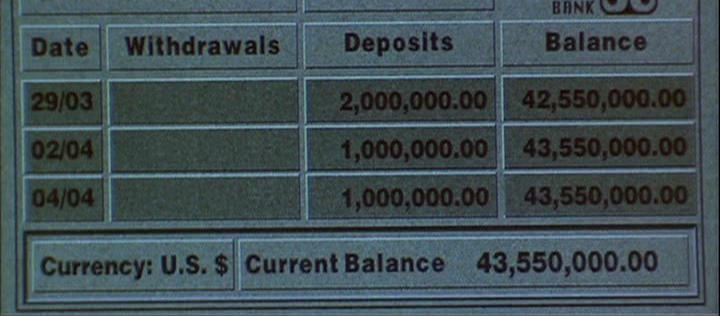 BANK
Date Withdrawals Deposits Balance
29/03 2,000,000.00 42,550,000.00
02/04 1,000,000.00 43,550,000.00
04/04 1,000,000.00 43,550,000.00
Currency: U.S. $ Current Balance 43,550,000.00